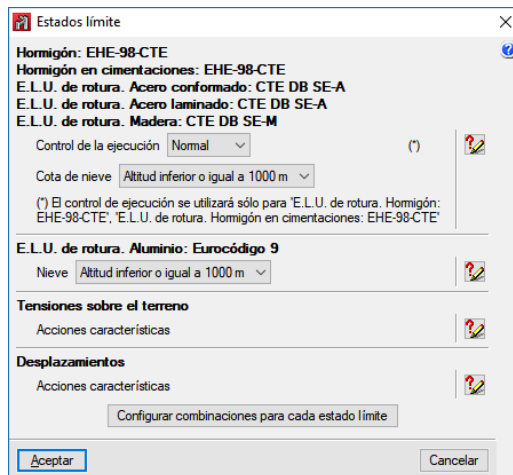 Estados límite
Hormigón: EHE-98-CTE
Hormigón en cimentaciones: EHE-98-CTE
E.L.U. de rotura. Acero conformado: CTE DB SE-A
E.L.U. de rotura. Acero laminado: CTE DB SE-A
E.L.U. de rotura. Madera: CTE DB SE-M
Control de la ejecución Normal (*)
Cota de nieve Altitud inferior o igual a 1000 m
(*) El control de ejecución se utilizará sólo para 'E.L.U. de rotura. Hormigón:
EHE-98-CTE', 'E.L.U. de rotura. Hormigón en cimentaciones: EHE-98-CTE'
E.L.U. de rotura. Aluminio: Eurocódigo 9
Nieve Altitud inferior o igual a 1000 m
Tensiones sobre el terreno
Acciones características
Desplazamientos
Acciones características
Configurar combinaciones para cada estado límite
Aceptar Cancelar